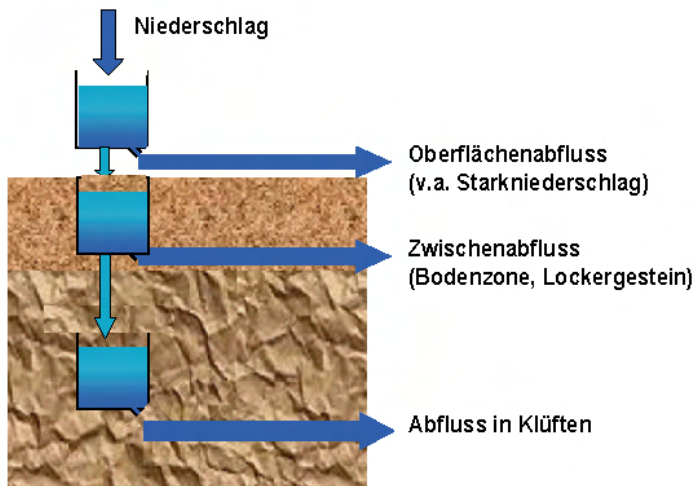 Niederschlag
Oberflächenabfluss
(v.a. Starkniederschlag)
Zwischenabfluss
(Bodenzone, Lockergestein)
Abfluss in Klüften